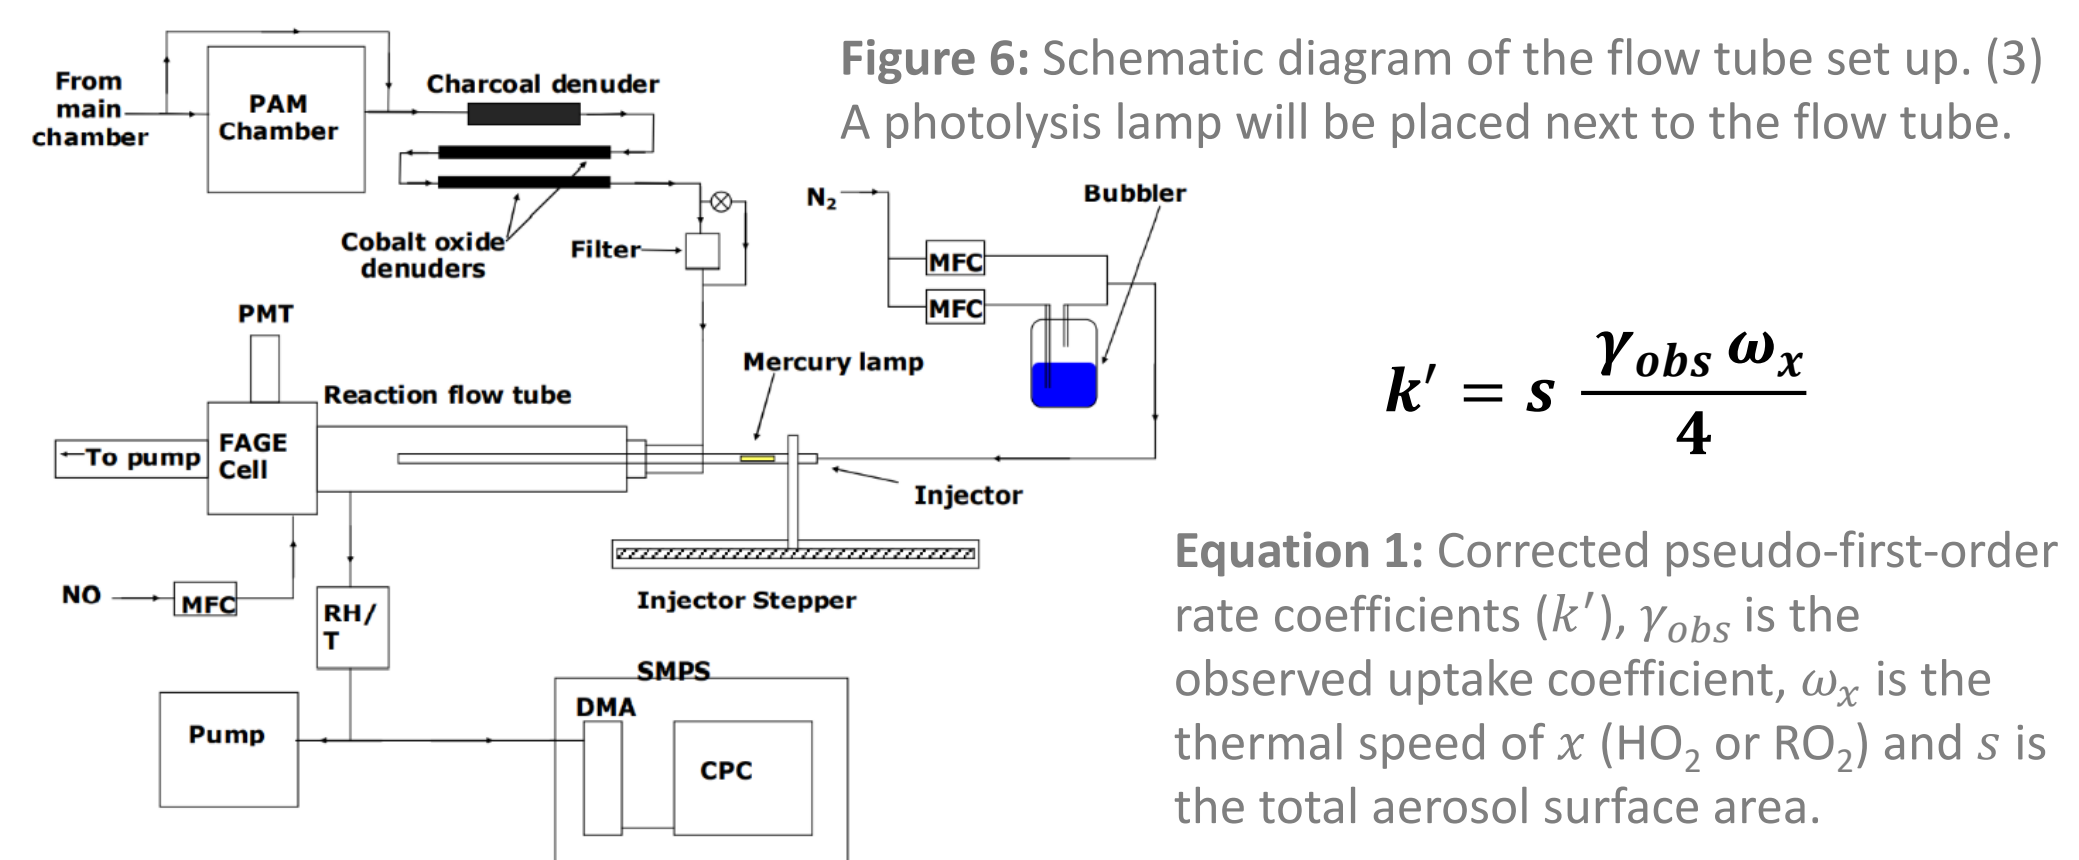 Figure 6: Schematic diagram of the flow tube set up. (3)
A photolysis lamp will be placed next to the flow tube.
From
main
chamber
PAM
Chamber
Charcoal denuder
Cobalt oxide
denuders
Filter
N₂
MFC
MFC
Bubbler
PMT
Mercury lamp
Reaction flow tube
FAGE
Cell
←To pump
Injector
Injector Stepper
NO
MFC
RH/
T
SMPS
DMA
CPC
Pump
k′ = s γ_obs ω_x / 4
Equation 1: Corrected pseudo-first-order
rate coefficients (k′), γ_obs is the
observed uptake coefficient, ω_x is the
thermal speed of x (HO₂ or RO₂) and s is
the total aerosol surface area.